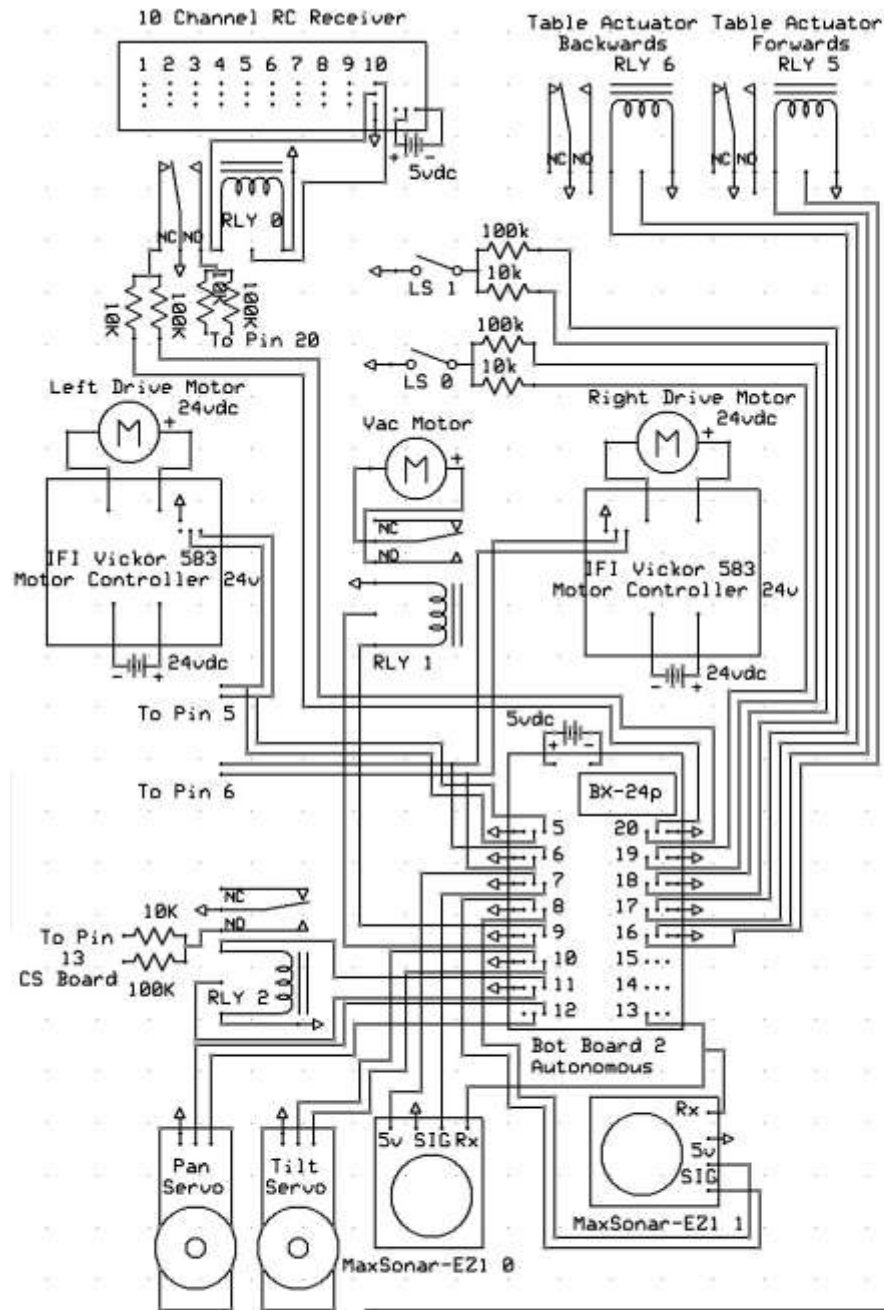 10 Channel RC Receiver
1 2 3 4 5 6 7 8 9 10
+ -
5vdc
Table Actuator
Backwards
RLY 6
Table Actuator
Forwards
RLY 5
NC NO
NC NO
NC NO
RLY 0
10K
100K
10K
100K
To Pin 20
100k
10k
LS 1
100k
10k
LS 0
Left Drive Motor
24vdc
M +
IFI Vickor 583
Motor Controller 24v
- +
24vdc
Vac Motor
M +
NC
NO
RLY 1
Right Drive Motor
24vdc
M +
IFI Vickor 583
Motor Controller 24v
- +
24vdc
To Pin 5
To Pin 6
5vdc
+ -
BX-24p
5 20
6 19
7 18
8 17
9 16
10 15
11 14
12 13
Bot Board 2
Autonomous
NC
NO
10K
To Pin
13
CS Board
100K
RLY 2
Pan
Servo
Tilt
Servo
5v SIG Rx
MaxSonar-EZ1 0
Rx
5v
SIG
MaxSonar-EZ1 1